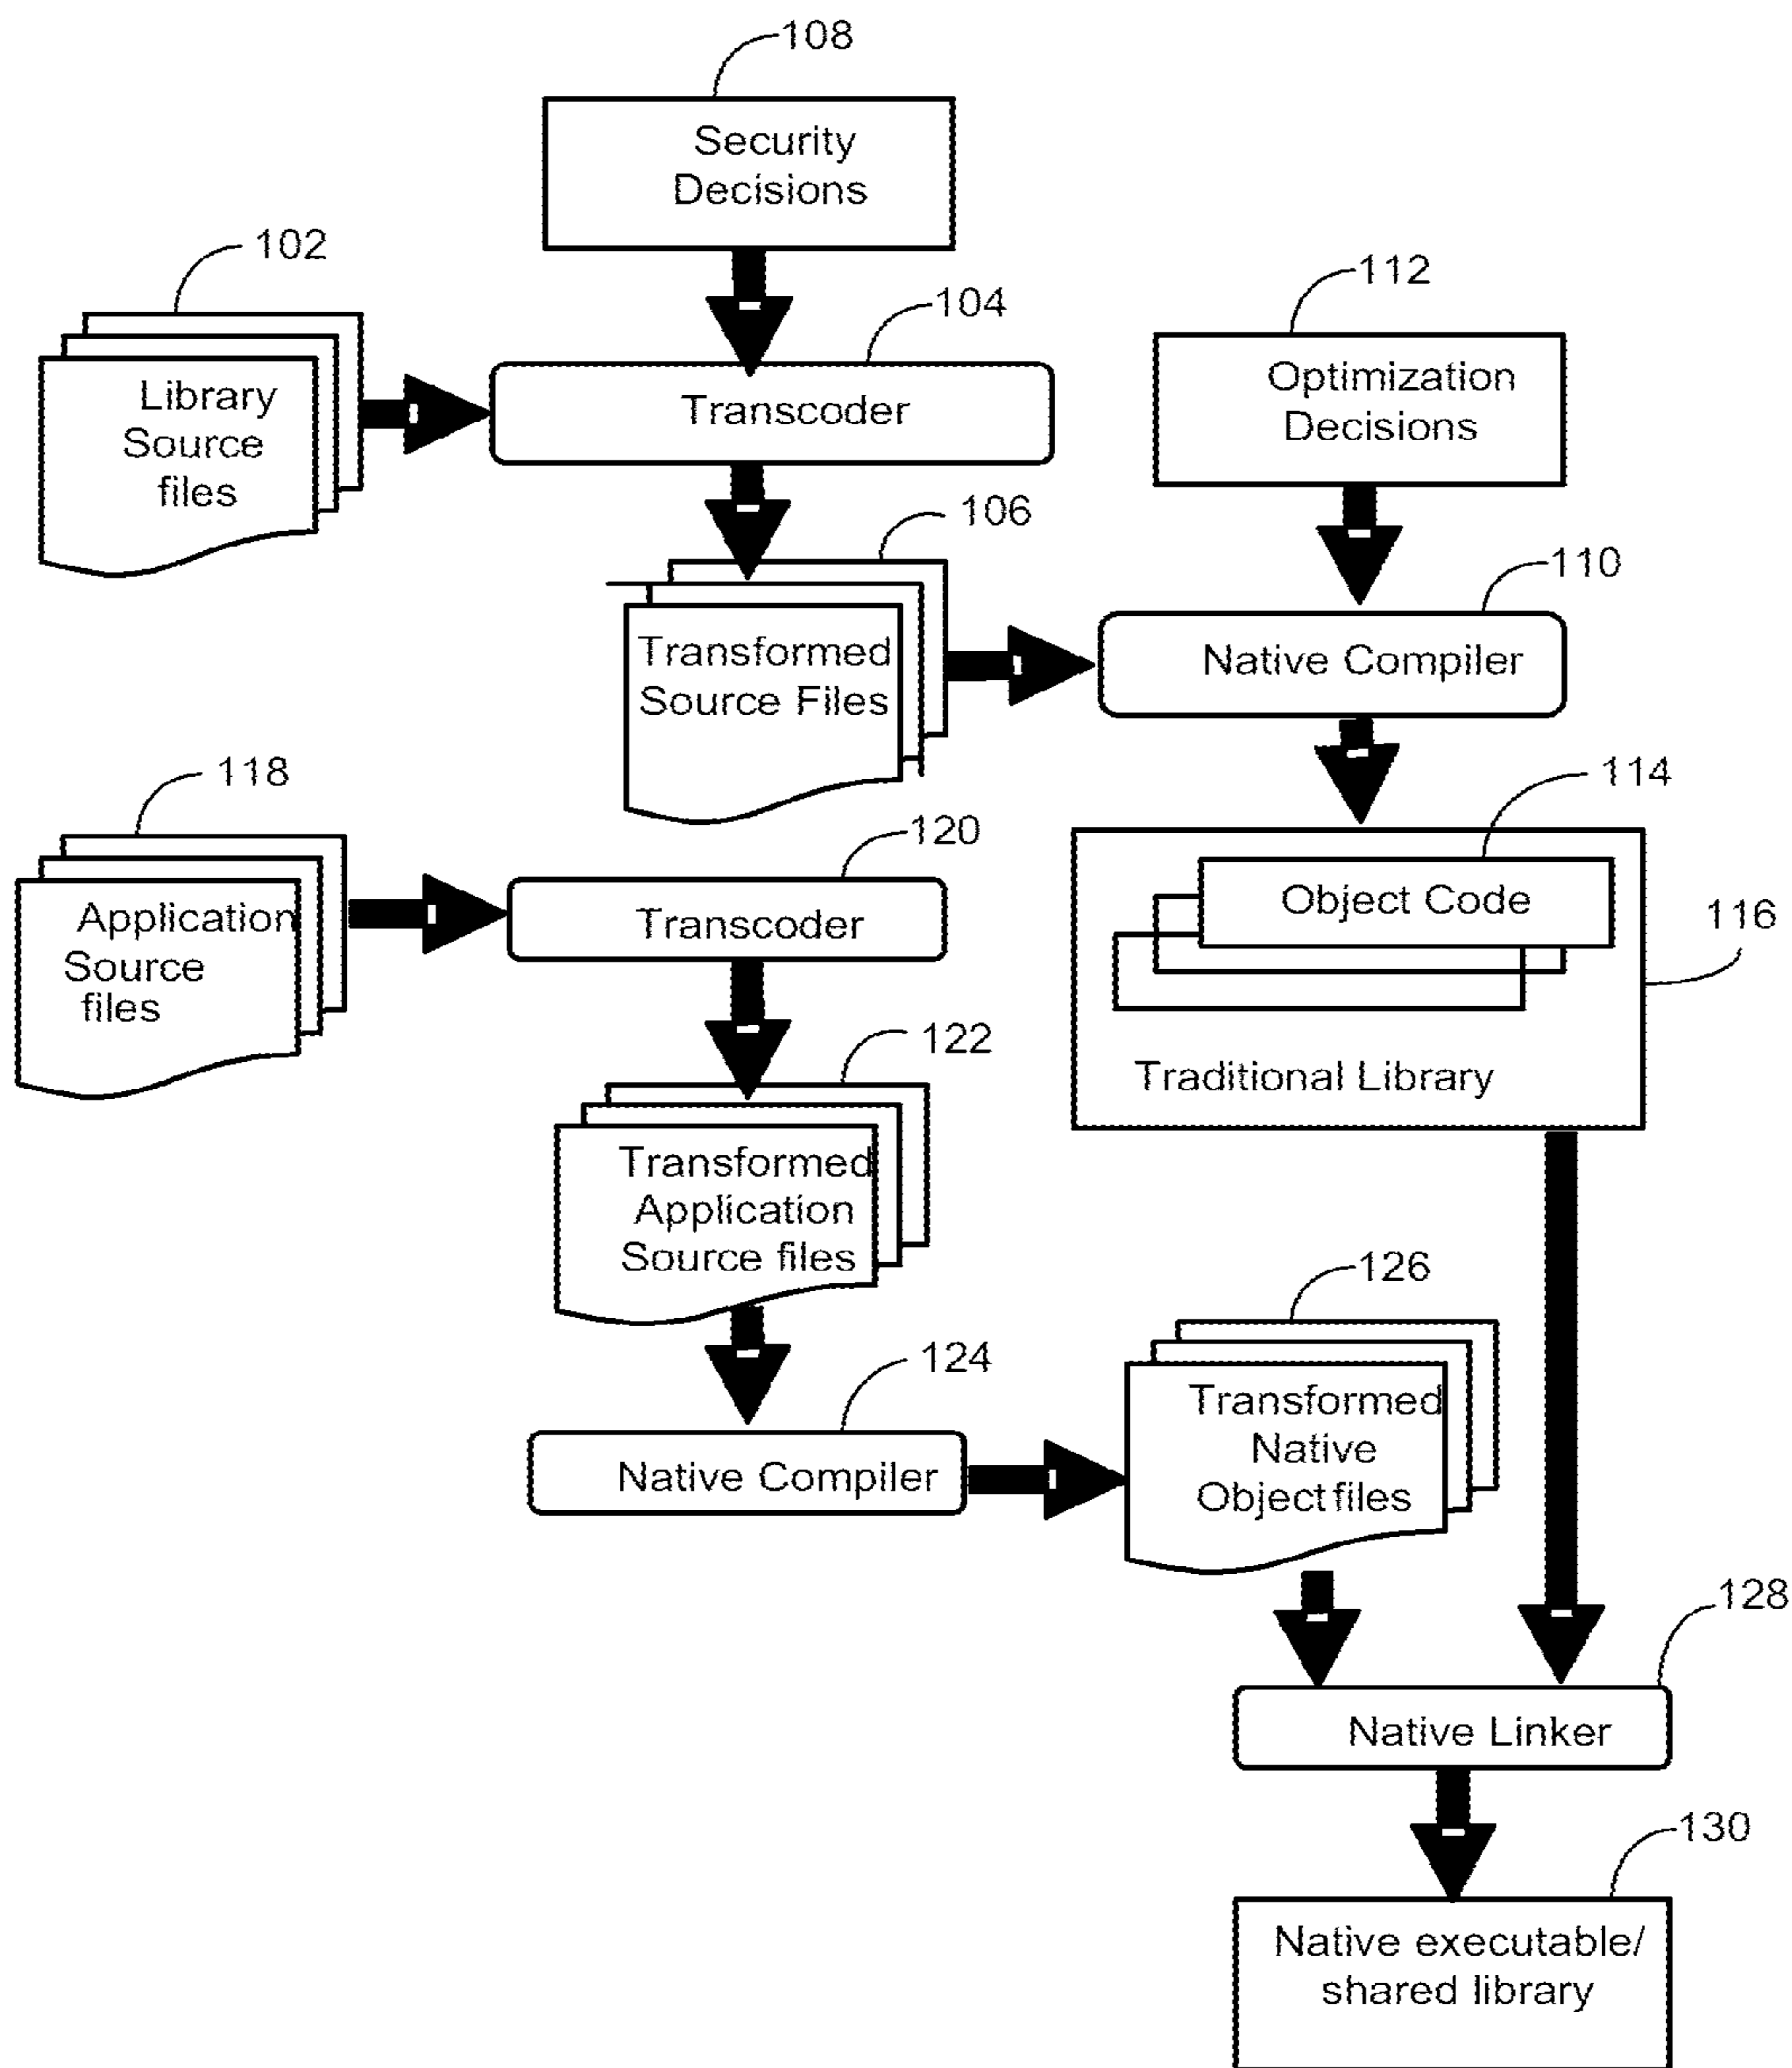 108
Security
Decisions
102
112
104
Library
Source
files
Transcoder
Optimization
Decisions
106
110
Transformed
Source Files
Native Compiler
118
114
120
Application
Source
files
Transcoder
Object Code
116
122
Traditional Library
Transformed
Application
Source files
126
124
Transformed
Native
Object files
Native Compiler
128
Native Linker
130
Native executable/
shared library